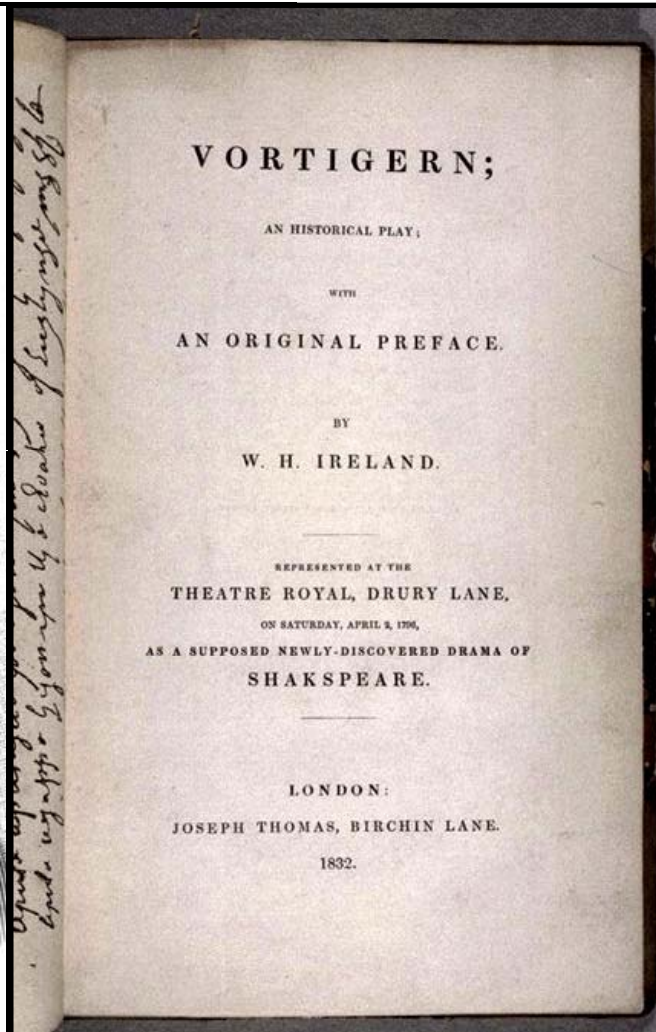 VORTIGERN;
AN HISTORICAL PLAY;
WITH
AN ORIGINAL PREFACE.
BY
W. H. IRELAND.
REPRESENTED AT THE
THEATRE ROYAL, DRURY LANE,
ON SATURDAY, APRIL 2, 1796,
AS A SUPPOSED NEWLY-DISCOVERED DRAMA OF
SHAKSPEARE.
LONDON:
JOSEPH THOMAS, BIRCHIN LANE.
1832.